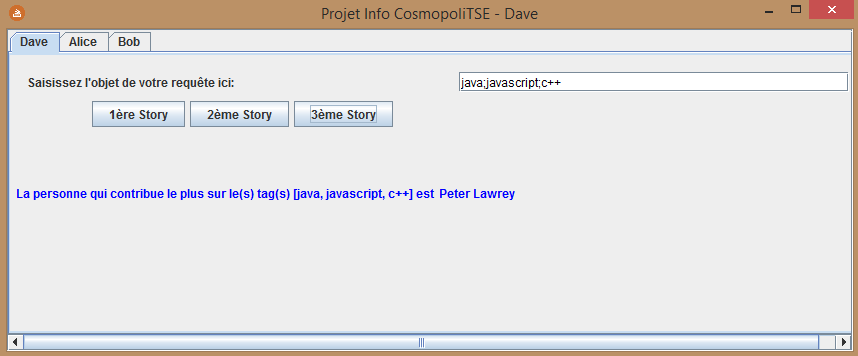 Projet Info CosmopoliTSE - Dave
Dave Alice Bob
Saisissez l'objet de votre requête ici: java;javascript;c++
1ère Story 2ème Story 3ème Story
La personne qui contribue le plus sur le(s) tag(s) [java, javascript, c++] est Peter Lawrey